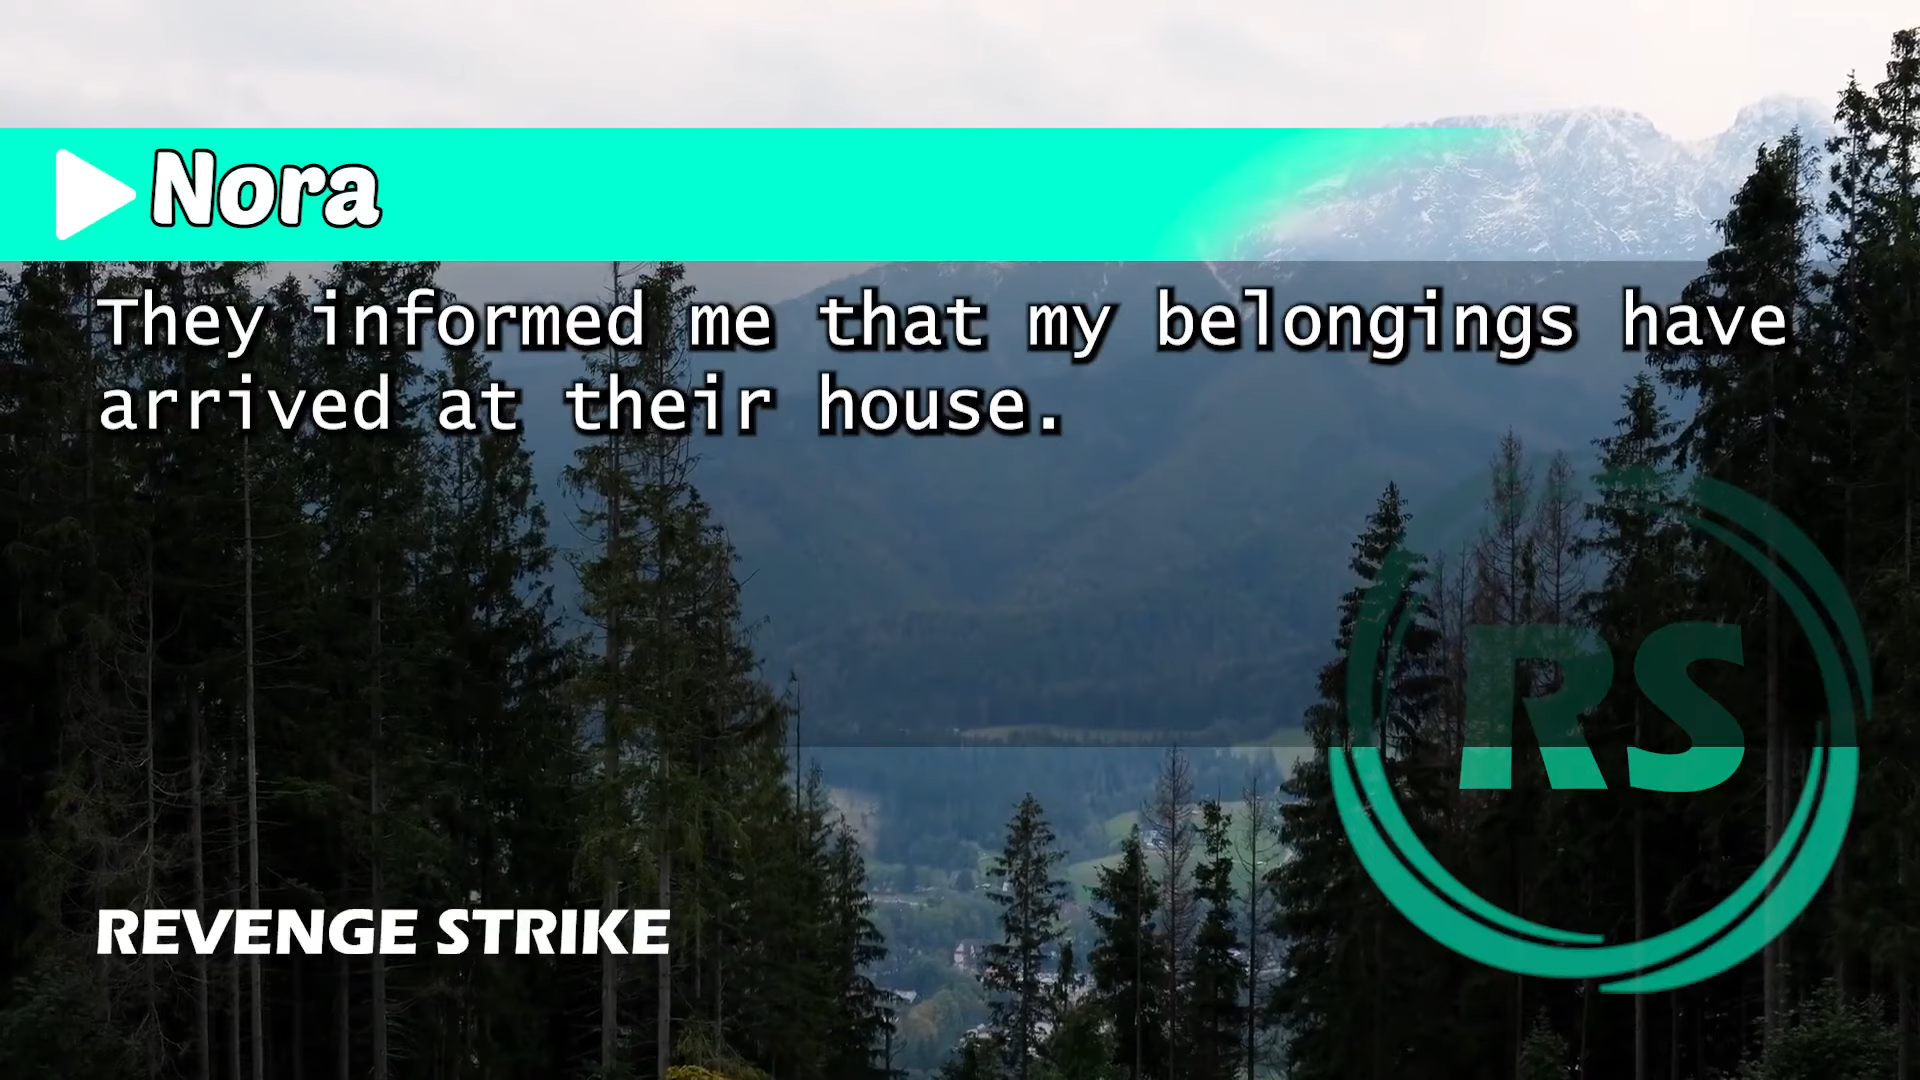 Nora
They informed me that my belongings have
arrived at their house.
RS
REVENGE STRIKE